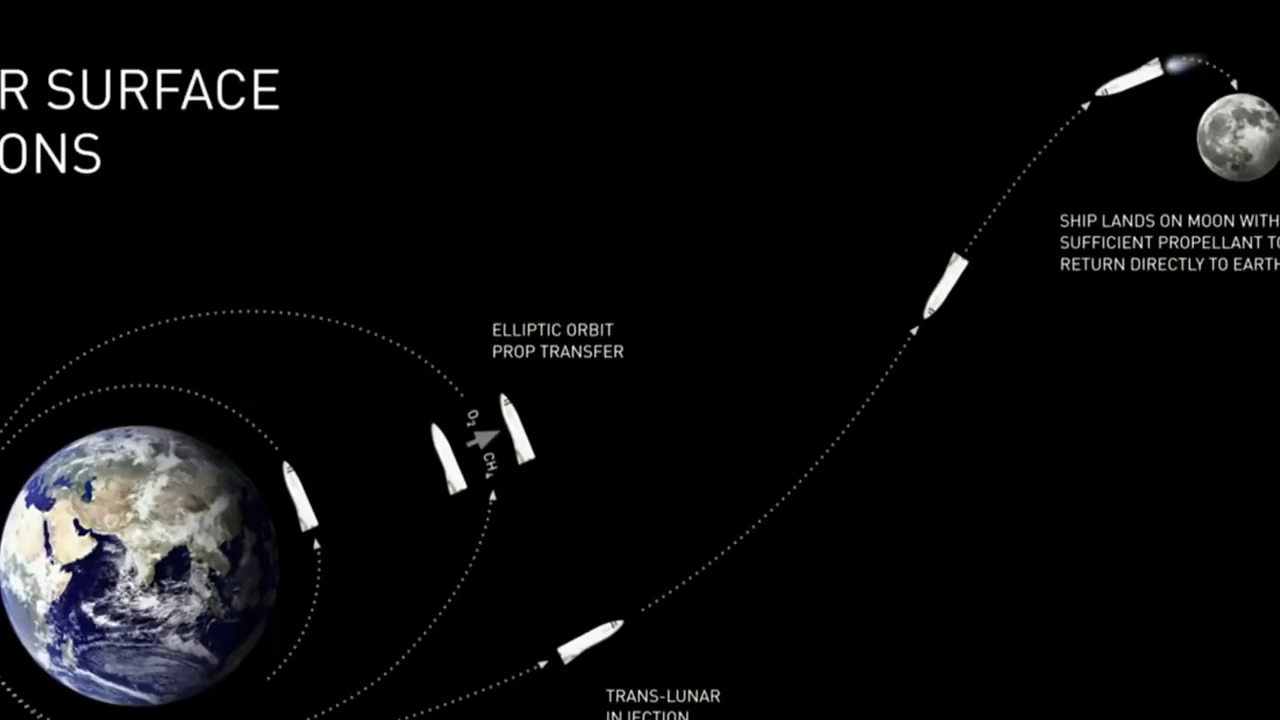 R SURFACE
ONS
SHIP LANDS ON MOON WITH
SUFFICIENT PROPELLANT TO
RETURN DIRECTLY TO EARTH
ELLIPTIC ORBIT
PROP TRANSFER
O₂
CH₄
TRANS-LUNAR
INJECTION